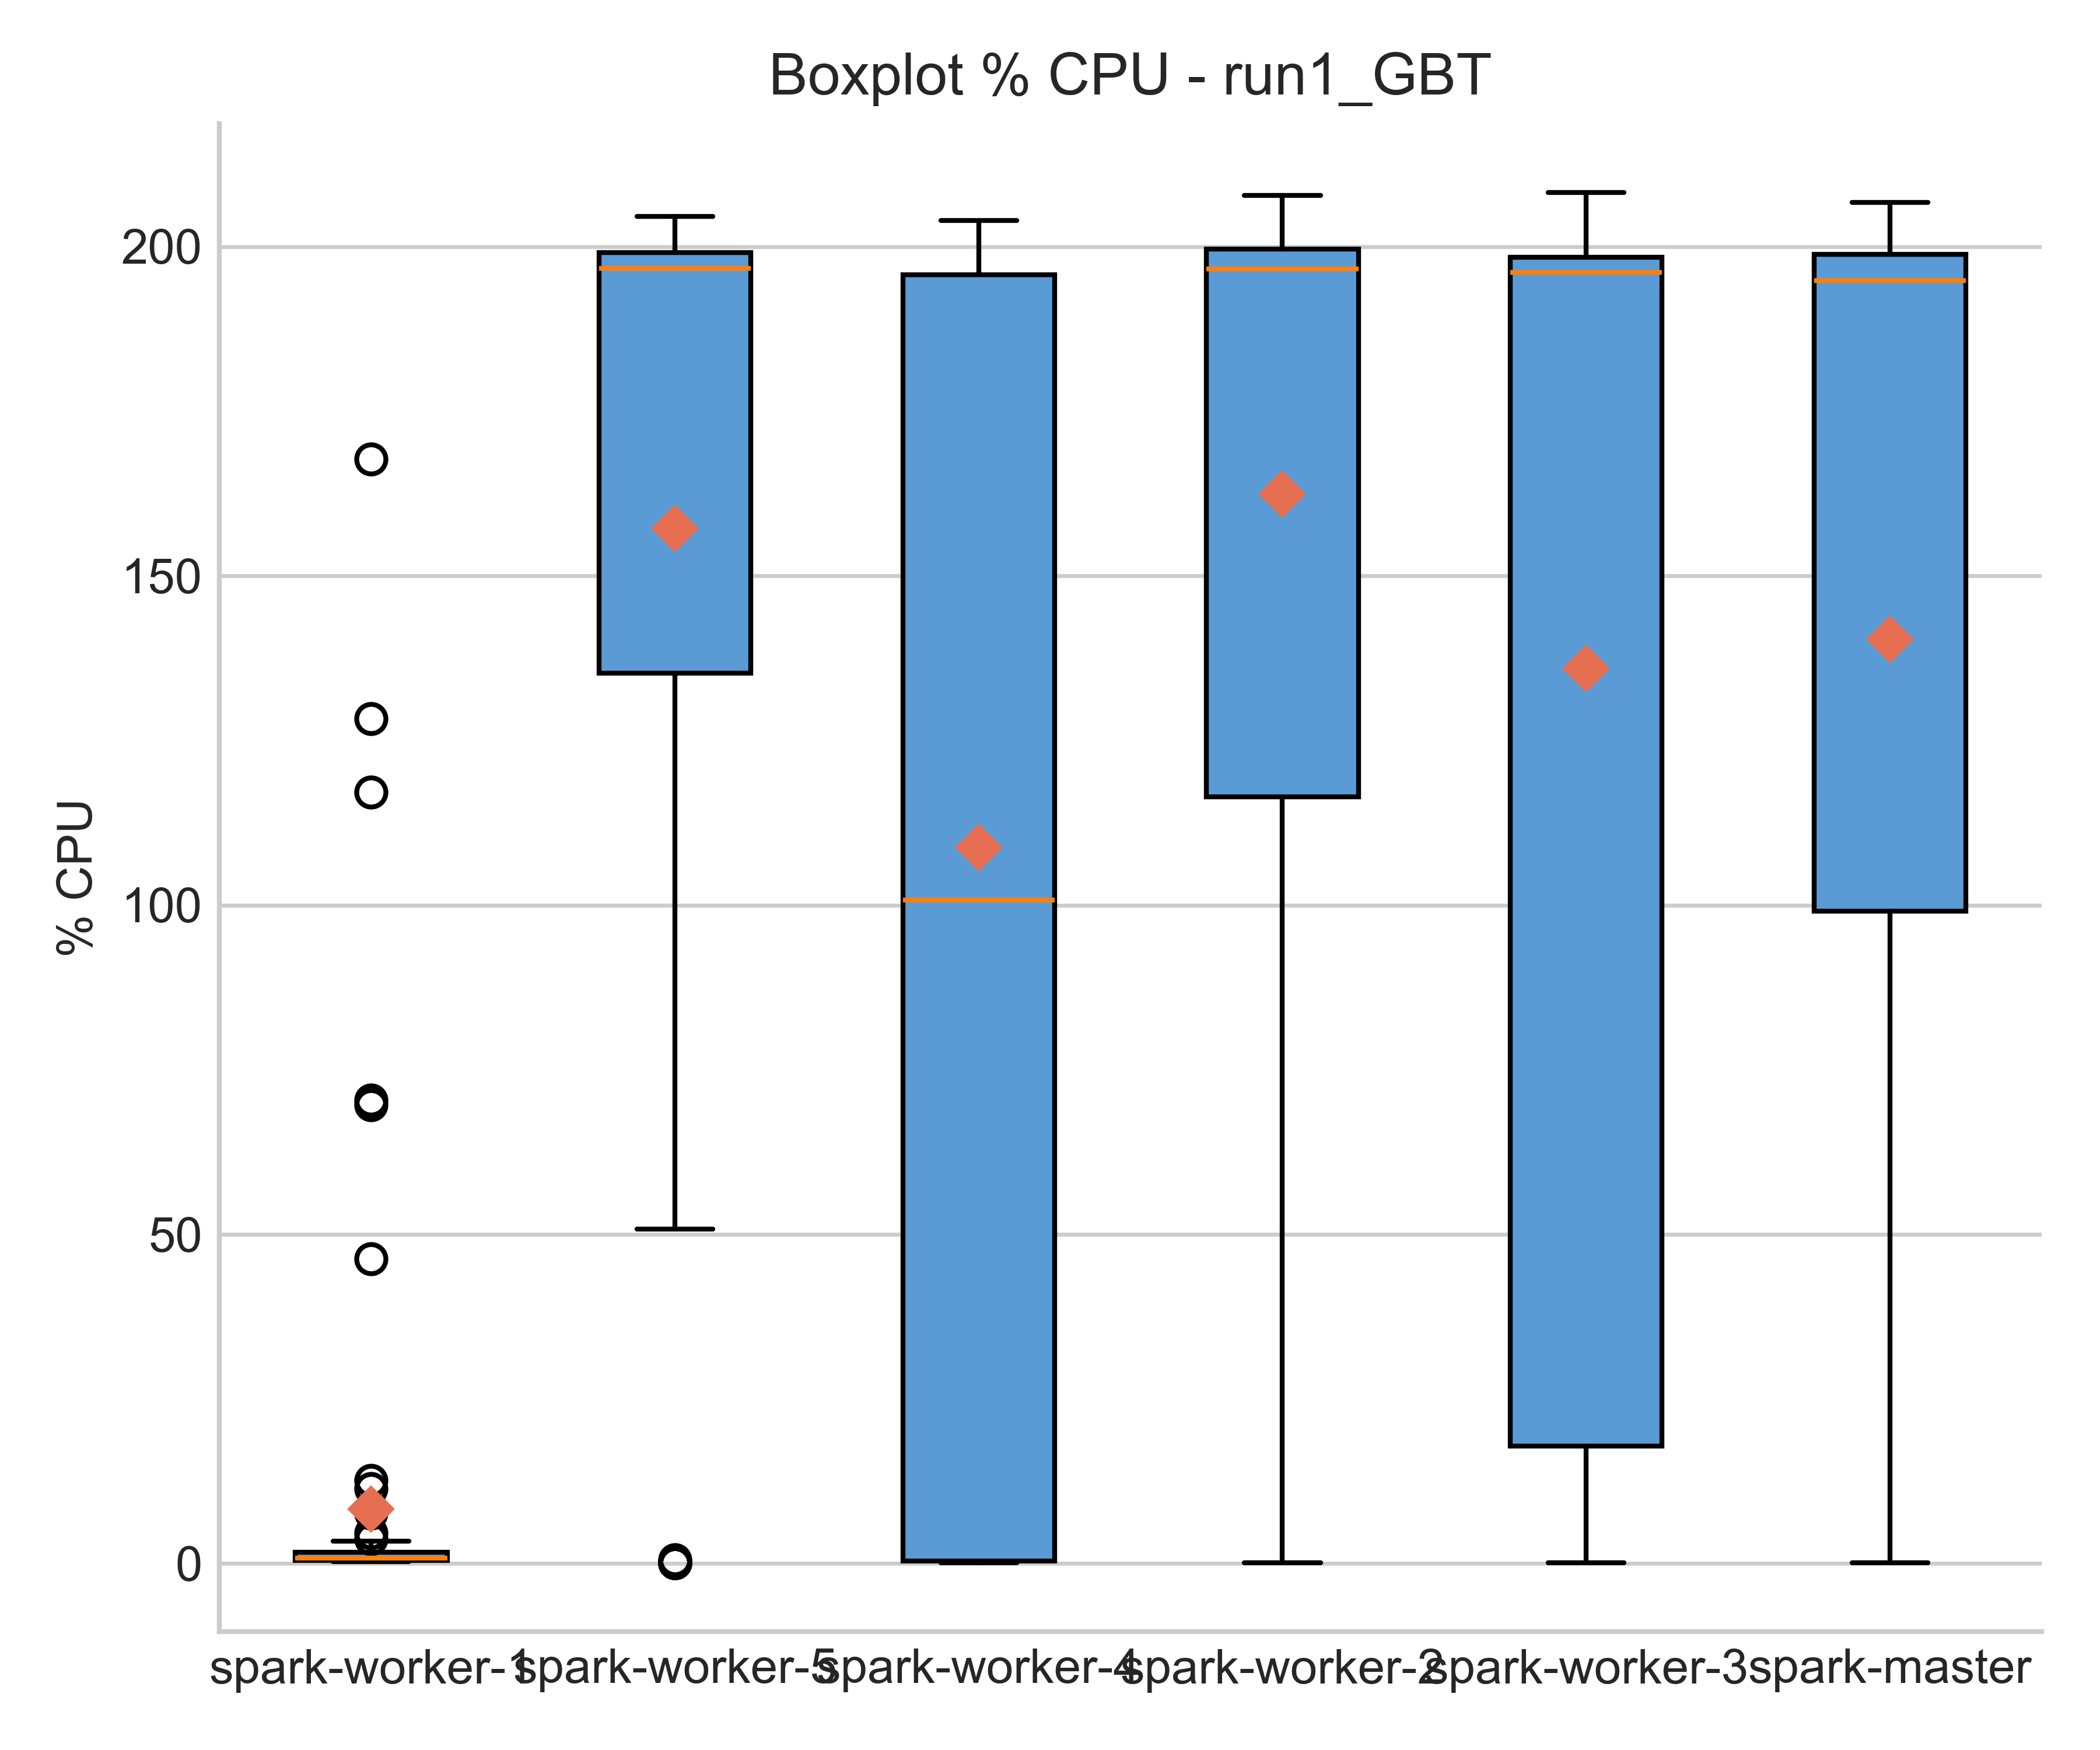 Boxplot % CPU - run1_GBT
% CPU
200
150
100
50
0
spark-worker-1
spark-worker-5
spark-worker-4
spark-worker-2
spark-worker-3
spark-master